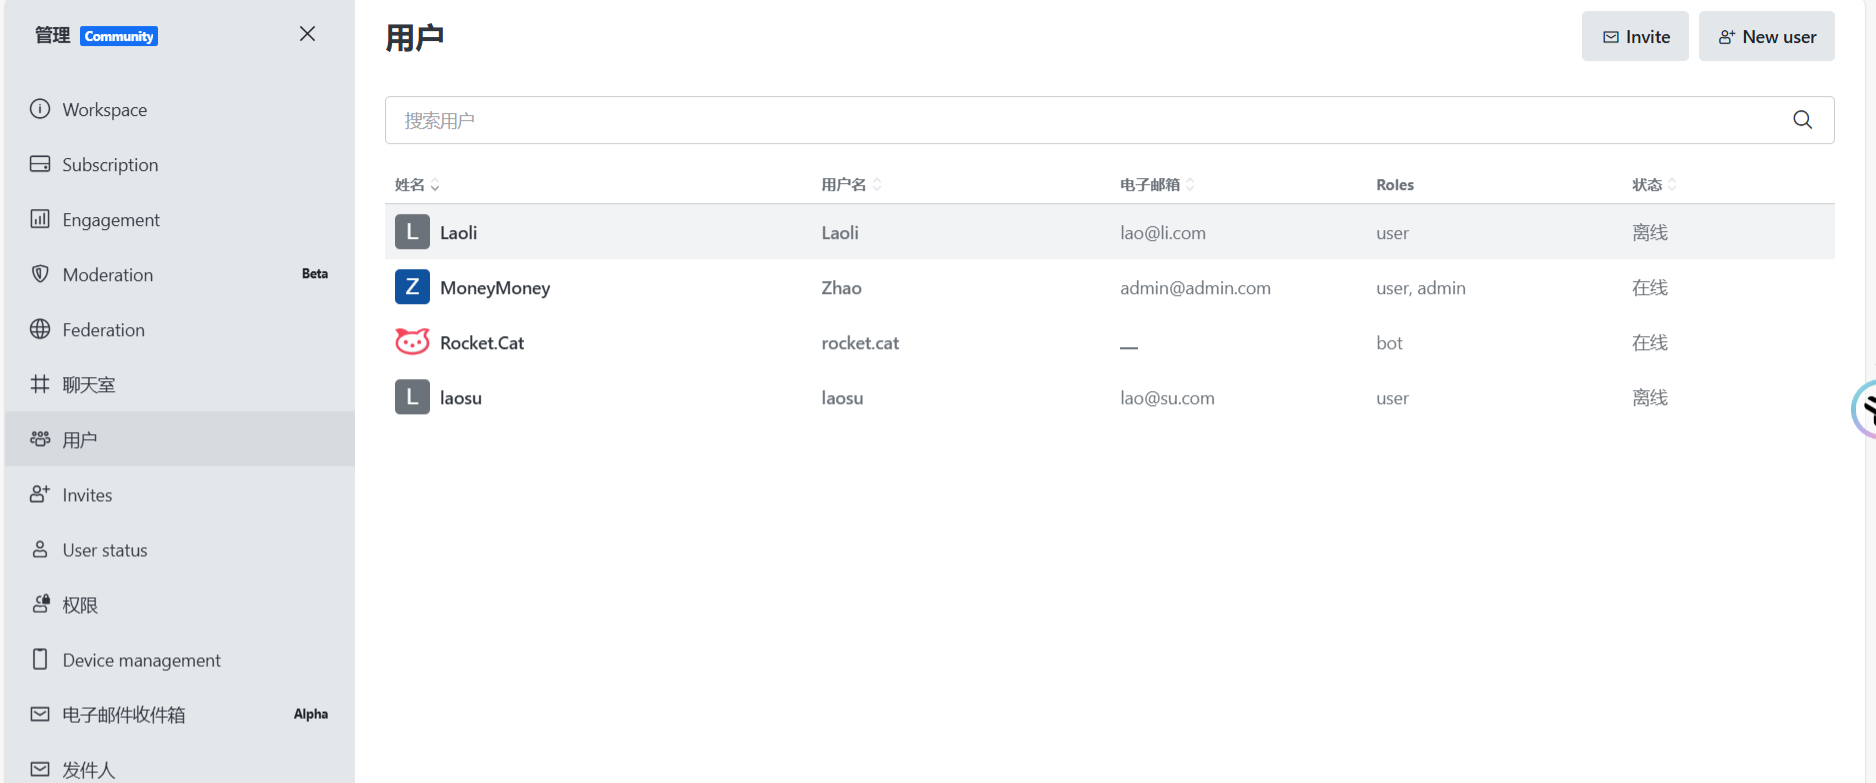 管理 Community
Workspace
Subscription
Engagement
Moderation Beta
Federation
聊天室
用户
Invites
User status
权限
Device management
电子邮件收件箱 Alpha
发件人
用户
Invite
New user
搜索用户
姓名 用户名 电子邮箱 Roles 状态
L Laoli Laoli lao@li.com user 离线
Z MoneyMoney Zhao admin@admin.com user, admin 在线
Rocket.Cat rocket.cat — bot 在线
L laosu laosu lao@su.com user 离线